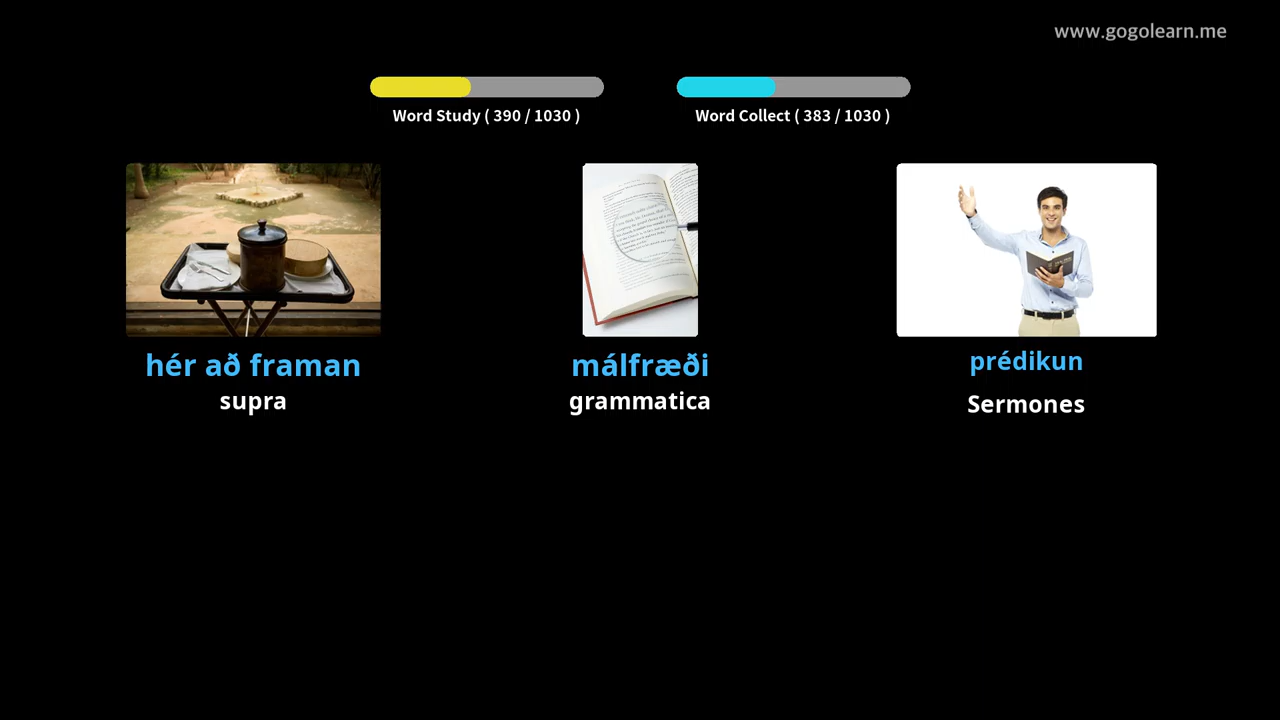 www.gogolearn.me
Word Study ( 390 / 1030 )
Word Collect ( 383 / 1030 )
hér að framan
supra
málfræði
grammatica
prédikun
Sermones